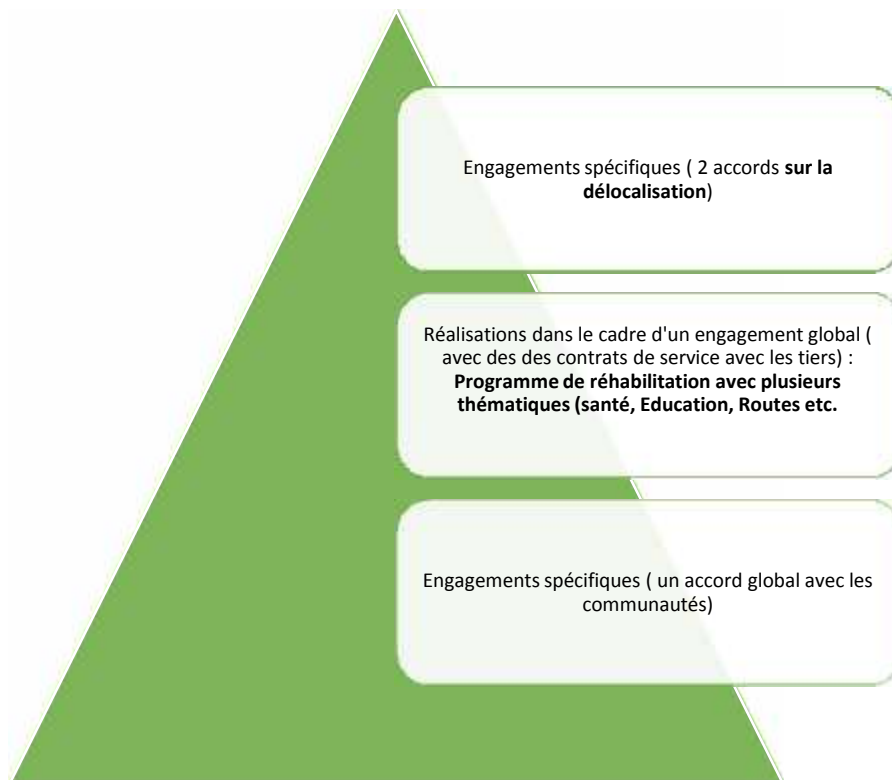 Engagements spécifiques ( 2 accords sur la
délocalisation)
Réalisations dans le cadre d'un engagement global (
avec des des contrats de service avec les tiers) :
Programme de réhabilitation avec plusieurs
thématiques (santé, Education, Routes etc.
Engagements spécifiques ( un accord global avec les
communautés)